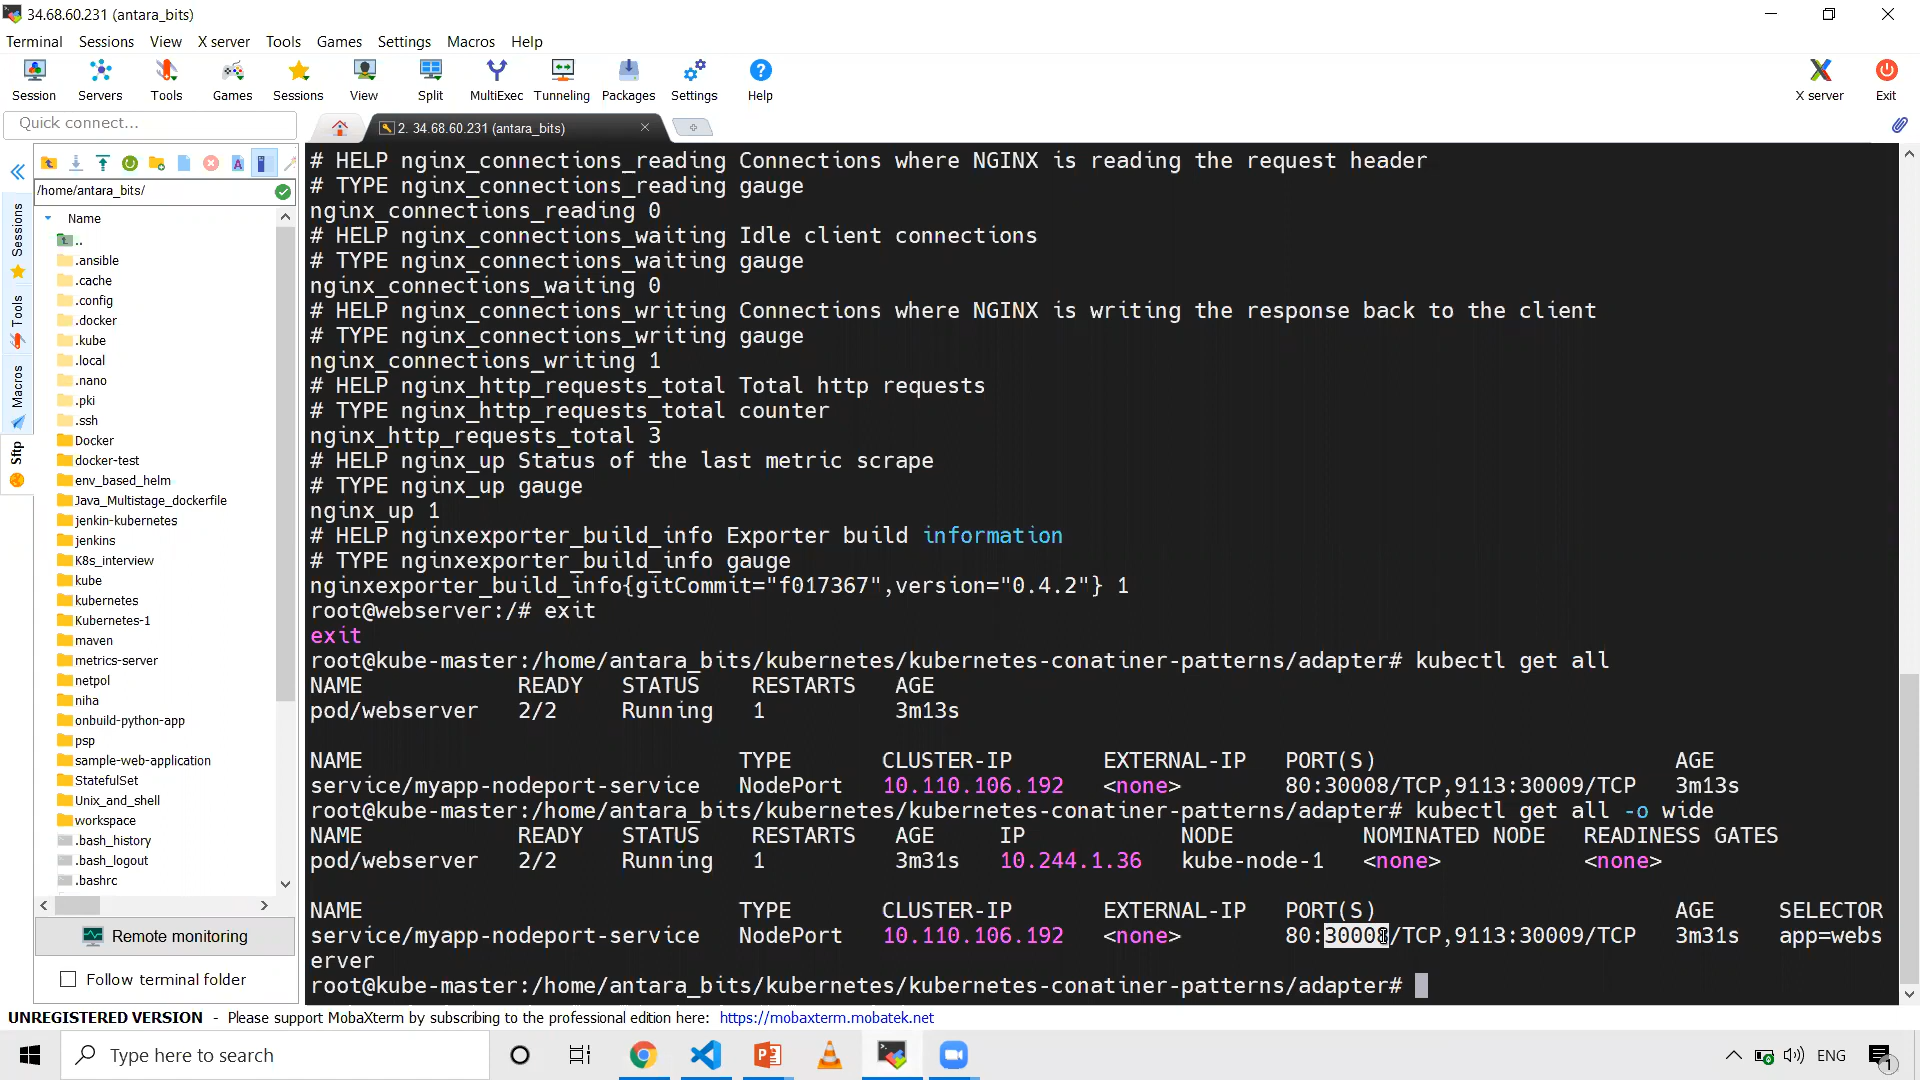 34.68.60.231 (antara_bits)
Terminal Sessions View X server Tools Games Settings Macros Help
Session Servers Tools Games Sessions View Split MultiExec Tunneling Packages Settings Help X server Exit
Quick connect...
2. 34.68.60.231 (antara_bits)
/home/antara_bits/
Name
..
.ansible
.cache
.config
.docker
.kube
.local
.nano
.pki
.ssh
Docker
docker-test
env_based_helm
Java_Multistage_dockerfile
jenkin-kubernetes
jenkins
K8s_interview
kube
kubernetes
Kubernetes-1
maven
metrics-server
netpol
niha
onbuild-python-app
psp
sample-web-application
StatefulSet
Unix_and_shell
workspace
.bash_history
.bash_logout
.bashrc
Sessions
Tools
Macros
Sftp
Remote monitoring
Follow terminal folder
# HELP nginx_connections_reading Connections where NGINX is reading the request header
# TYPE nginx_connections_reading gauge
nginx_connections_reading 0
# HELP nginx_connections_waiting Idle client connections
# TYPE nginx_connections_waiting gauge
nginx_connections_waiting 0
# HELP nginx_connections_writing Connections where NGINX is writing the response back to the client
# TYPE nginx_connections_writing gauge
nginx_connections_writing 1
# HELP nginx_http_requests_total Total http requests
# TYPE nginx_http_requests_total counter
nginx_http_requests_total 3
# HELP nginx_up Status of the last metric scrape
# TYPE nginx_up gauge
nginx_up 1
# HELP nginxexporter_build_info Exporter build information
# TYPE nginxexporter_build_info gauge
nginxexporter_build_info{gitCommit="f017367",version="0.4.2"} 1
root@webserver:/# exit
exit
root@kube-master:/home/antara_bits/kubernetes/kubernetes-conatiner-patterns/adapter# kubectl get all
NAME READY STATUS RESTARTS AGE
pod/webserver 2/2 Running 1 3m13s
NAME TYPE CLUSTER-IP EXTERNAL-IP PORT(S) AGE
service/myapp-nodeport-service NodePort 10.110.106.192 <none> 80:30008/TCP,9113:30009/TCP 3m13s
root@kube-master:/home/antara_bits/kubernetes/kubernetes-conatiner-patterns/adapter# kubectl get all -o wide
NAME READY STATUS RESTARTS AGE IP NODE NOMINATED NODE READINESS GATES
pod/webserver 2/2 Running 1 3m31s 10.244.1.36 kube-node-1 <none> <none>
NAME TYPE CLUSTER-IP EXTERNAL-IP PORT(S) AGE SELECTOR
service/myapp-nodeport-service NodePort 10.110.106.192 <none> 80:30008/TCP,9113:30009/TCP 3m31s app=webs
erver
root@kube-master:/home/antara_bits/kubernetes/kubernetes-conatiner-patterns/adapter#
UNREGISTERED VERSION - Please support MobaXterm by subscribing to the professional edition here: https://mobaxterm.mobatek.net
Type here to search
ENG
1